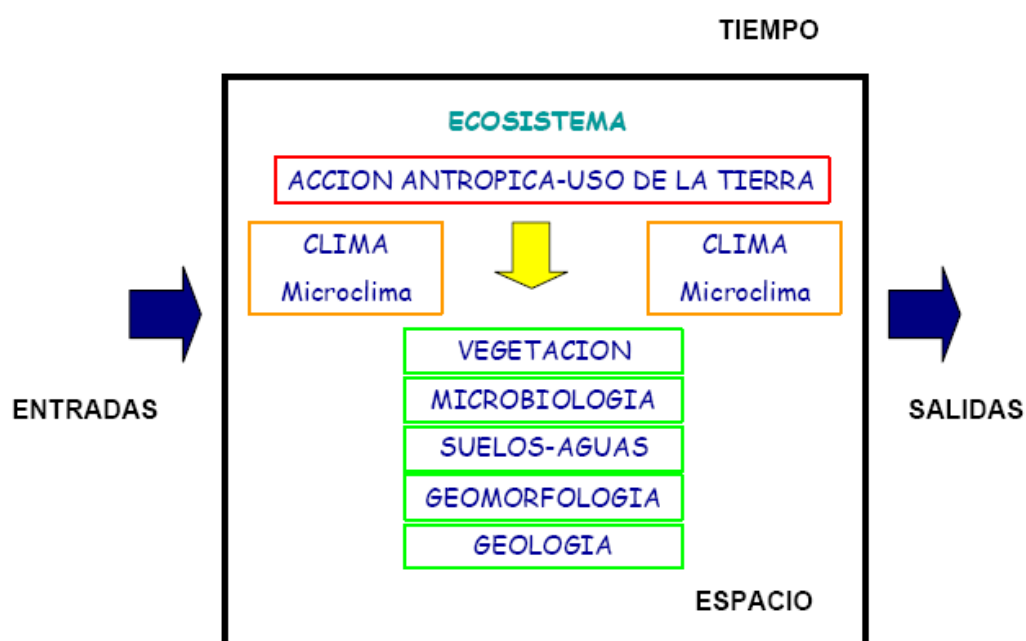 TIEMPO
ECOSISTEMA
ACCION ANTROPICA-USO DE LA TIERRA
CLIMA
Microclima
CLIMA
Microclima
VEGETACION
MICROBIOLOGIA
ENTRADAS
SALIDAS
SUELOS-AGUAS
GEOMORFOLOGIA
GEOLOGIA
ESPACIO